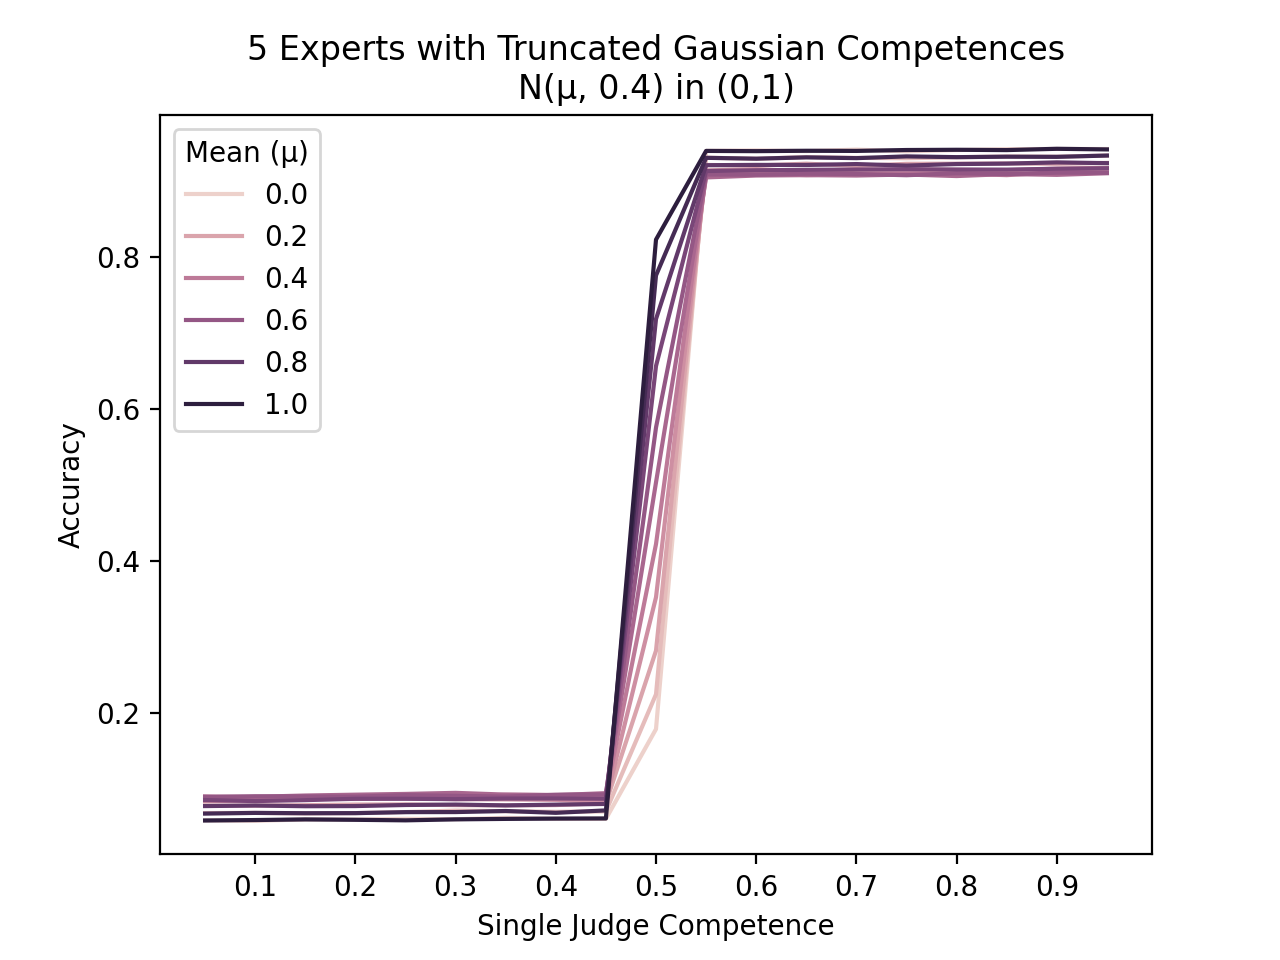 5 Experts with Truncated Gaussian Competences
N(μ, 0.4) in (0,1)
Mean (μ)
0.0
0.2
0.4
0.6
0.8
1.0
Accuracy
0.8
0.6
0.4
0.2
0.1 0.2 0.3 0.4 0.5 0.6 0.7 0.8 0.9
Single Judge Competence